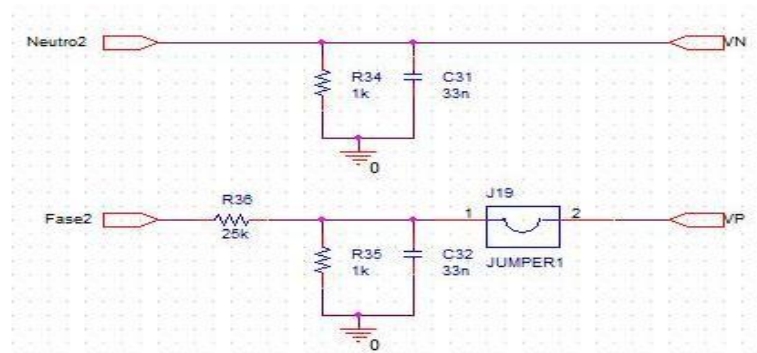 Neutro2
VN
R34
1k
C31
33n
0
R36
25k
Fase2
J19
1
2
VP
R35
1k
C32
33n
JUMPER1
0